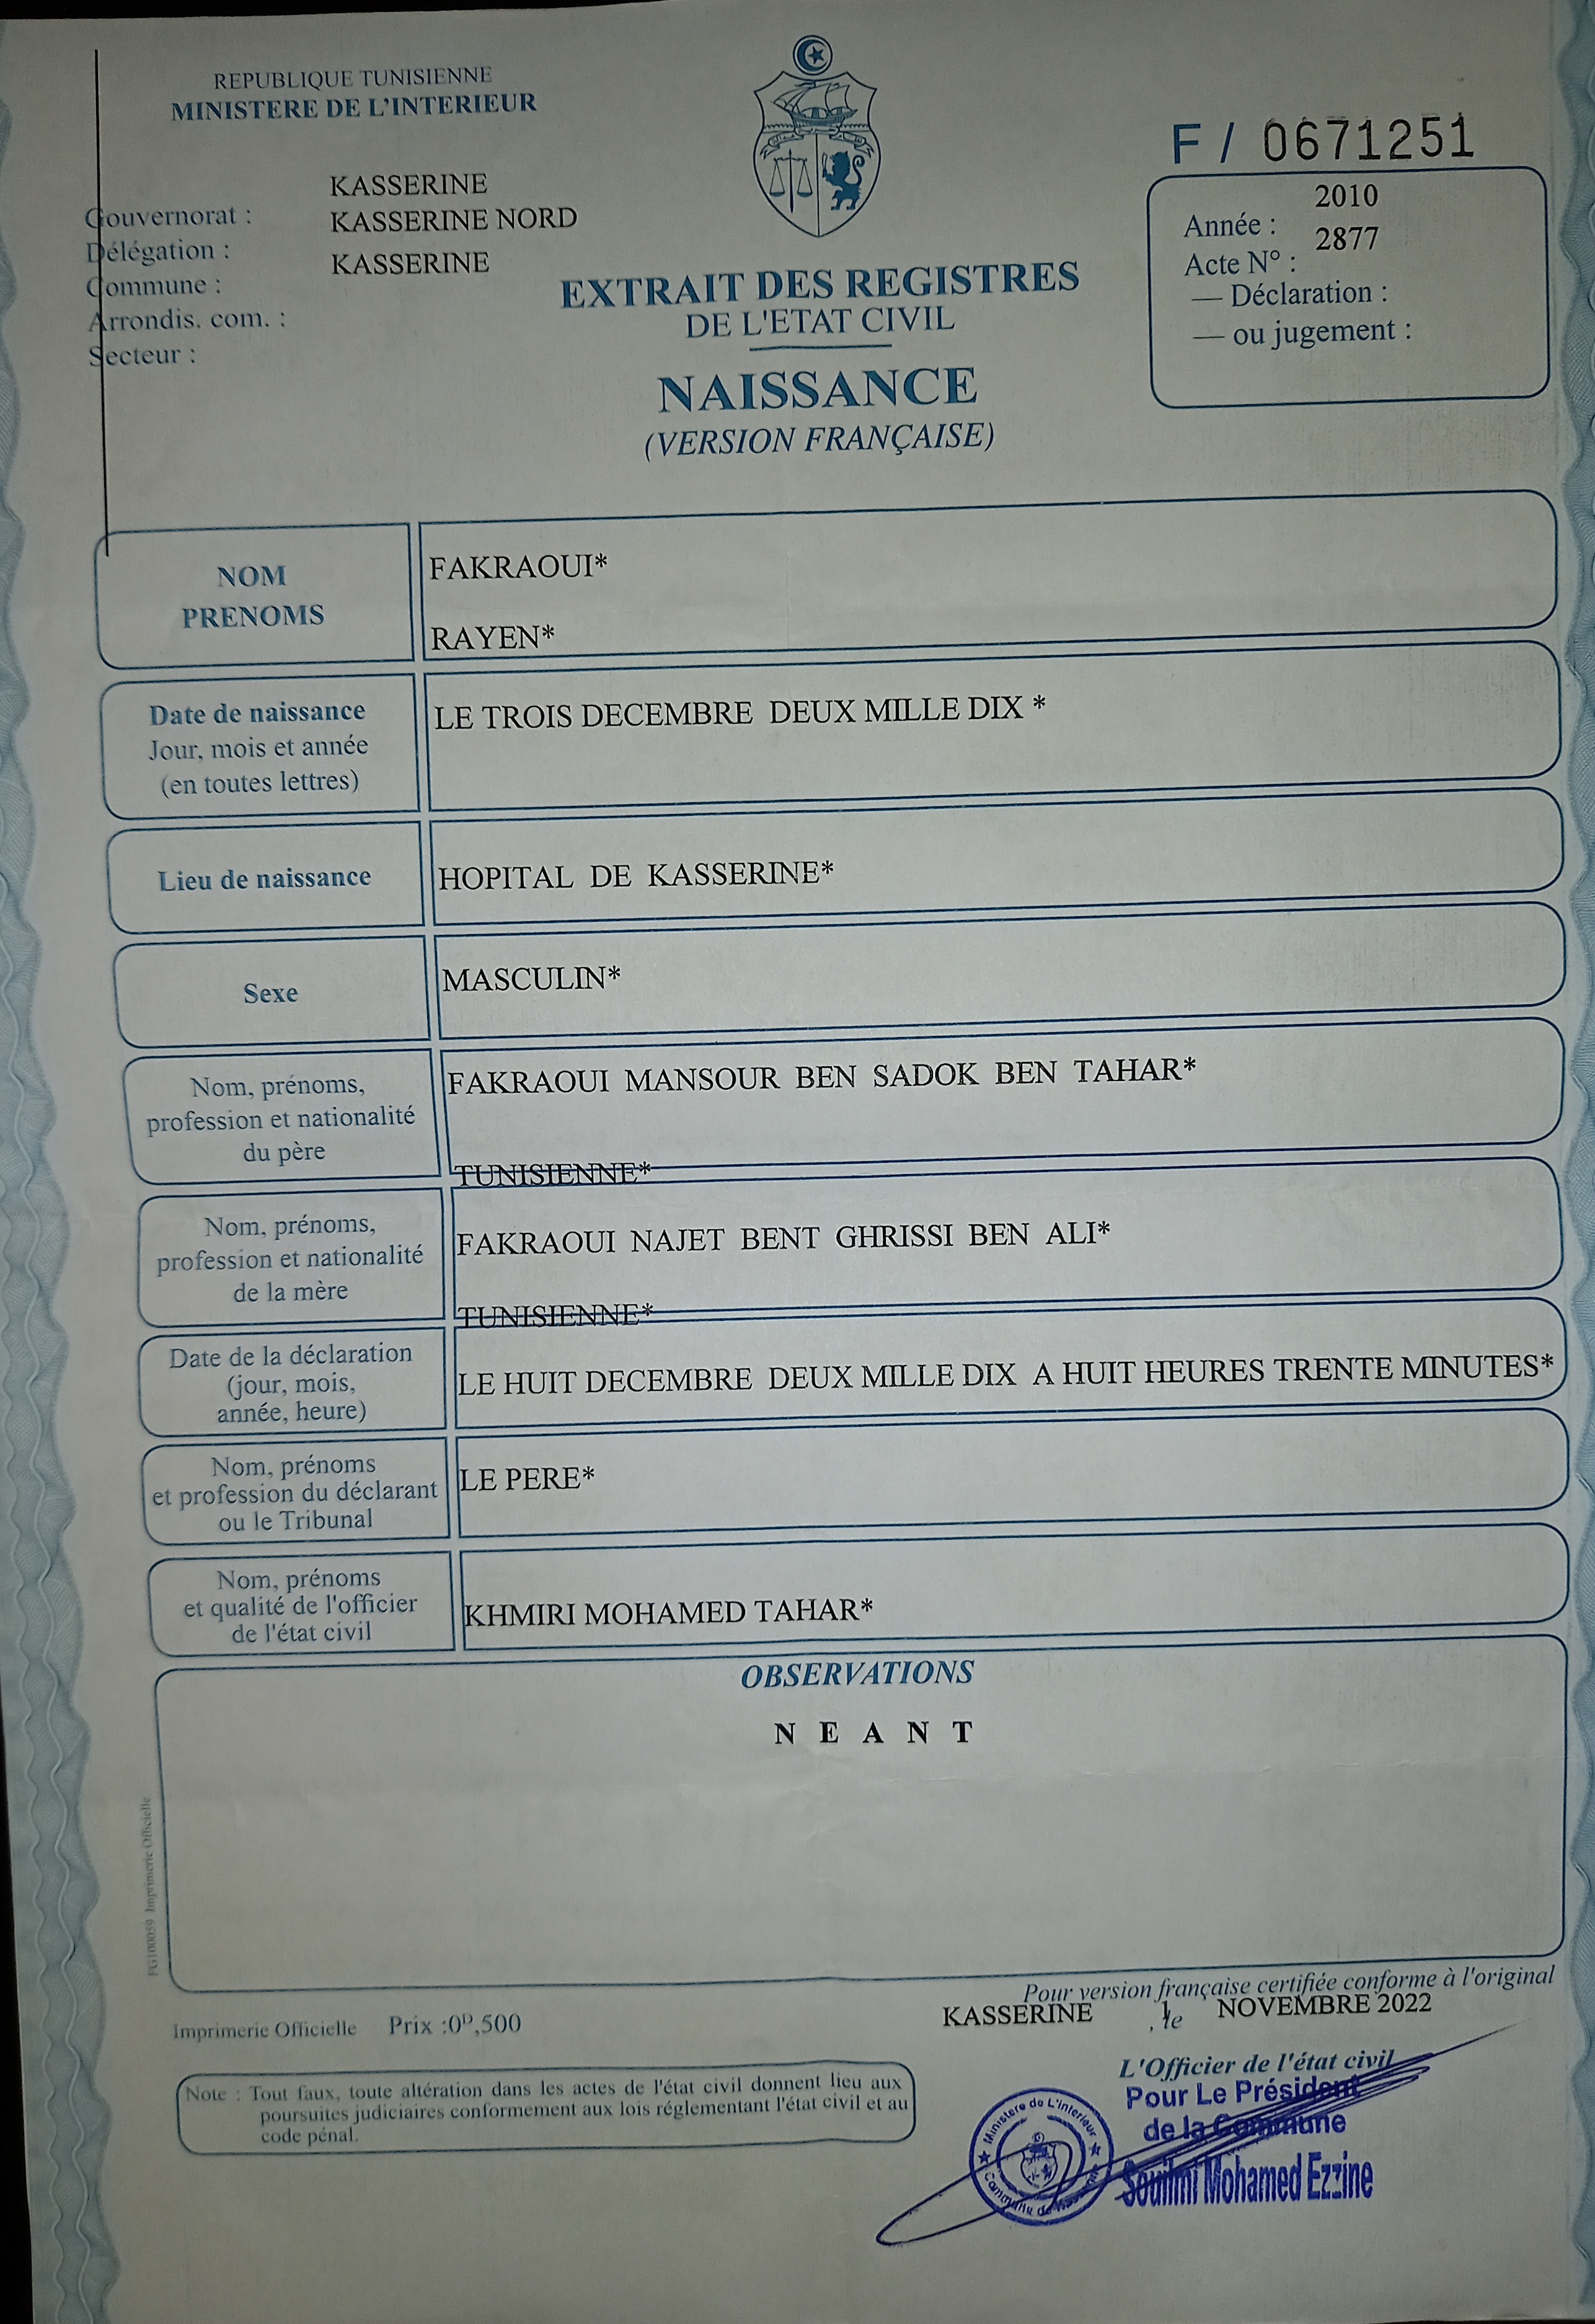 REPUBLIQUE TUNISIENNE
MINISTERE DE L'INTERIEUR
F / 0671251
KASSERINE
Gouvernorat :
KASSERINE NORD
Délégation :
KASSERINE
Commune :
Arrondis. com. :
Secteur :
2010
Année :
2877
Acte N° :
— Déclaration :
— ou jugement :
EXTRAIT DES REGISTRES
DE L'ETAT CIVIL
NAISSANCE
(VERSION FRANÇAISE)
NOM
PRENOMS
FAKRAOUI*
RAYEN*
Date de naissance
Jour, mois et année
(en toutes lettres)
LE TROIS DECEMBRE DEUX MILLE DIX *
Lieu de naissance
HOPITAL DE KASSERINE*
Sexe
MASCULIN*
Nom, prénoms,
profession et nationalité
du père
FAKRAOUI MANSOUR BEN SADOK BEN TAHAR*
TUNISIENNE*
Nom, prénoms,
profession et nationalité
de la mère
FAKRAOUI NAJET BENT GHRISSI BEN ALI*
TUNISIENNE*
Date de la déclaration
(jour, mois,
année, heure)
LE HUIT DECEMBRE DEUX MILLE DIX A HUIT HEURES TRENTE MINUTES*
Nom, prénoms
et profession du déclarant
ou le Tribunal
LE PERE*
Nom, prénoms
et qualité de l'officier
de l'état civil
KHMIRI MOHAMED TAHAR*
OBSERVATIONS
N E A N T
FG100059 Imprimerie Officielle
Pour version française certifiée conforme à l'original
KASSERINE , le 1 NOVEMBRE 2022
Imprimerie Officielle Prix :0ᴰ,500
L'Officier de l'état civil
Pour Le Président
de la Commune
Souilmi Mohamed Ezzine
Ministere de L'interieur
Commune de
Note : Tout faux, toute altération dans les actes de l'état civil donnent lieu aux
poursuites judiciaires conformement aux lois réglementant l'état civil et au
code pénal.